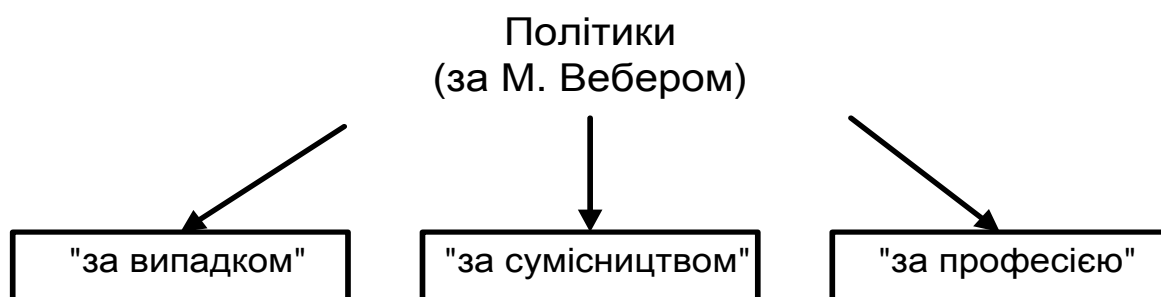 Політики
(за М. Вебером)
"за випадком"
"за сумісництвом"
"за професією"